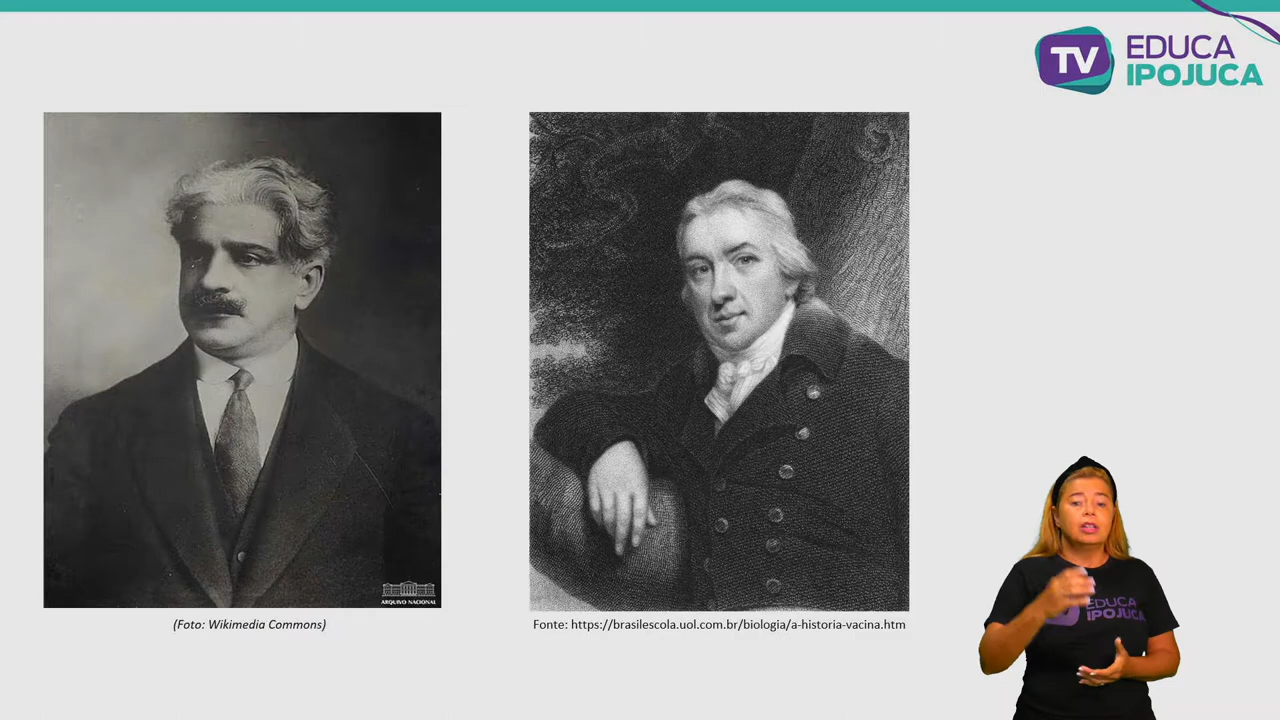 TV EDUCA
IPOJUCA
ARQUIVO NACIONAL
(Foto: Wikimedia Commons)
Fonte: https://brasilescola.uol.com.br/biologia/a-historia-vacina.htm
EDUCA
IPOJUCA